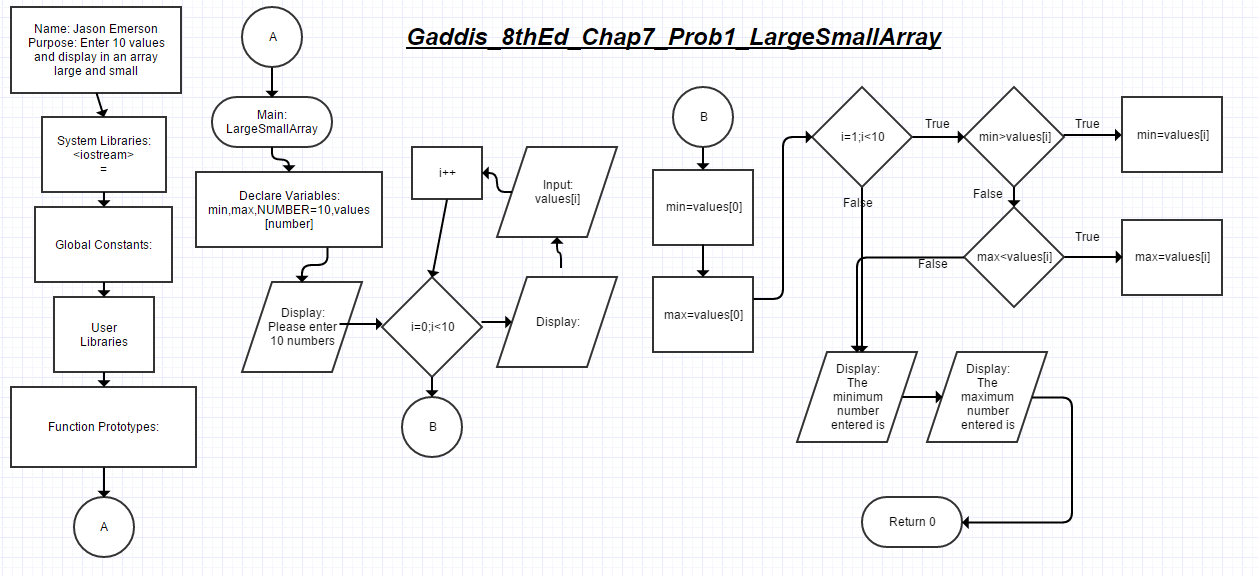 Gaddis_8thEd_Chap7_Prob1_LargeSmallArray
Name: Jason Emerson
Purpose: Enter 10 values
and display in an array
large and small
System Libraries:
<iostream>
=
Global Constants:
User
Libraries
Function Prototypes:
A
A
Main:
LargeSmallArray
Declare Variables:
min,max,NUMBER=10,values
[number]
Display:
Please enter
10 numbers
i=0;i<10
Display:
Input:
values[i]
i++
B
B
min=values[0]
max=values[0]
i=1;i<10
True
False
min>values[i]
True
min=values[i]
False
max<values[i]
True
max=values[i]
False
Display:
The
minimum
number
entered is
Display:
The
maximum
number
entered is
Return 0